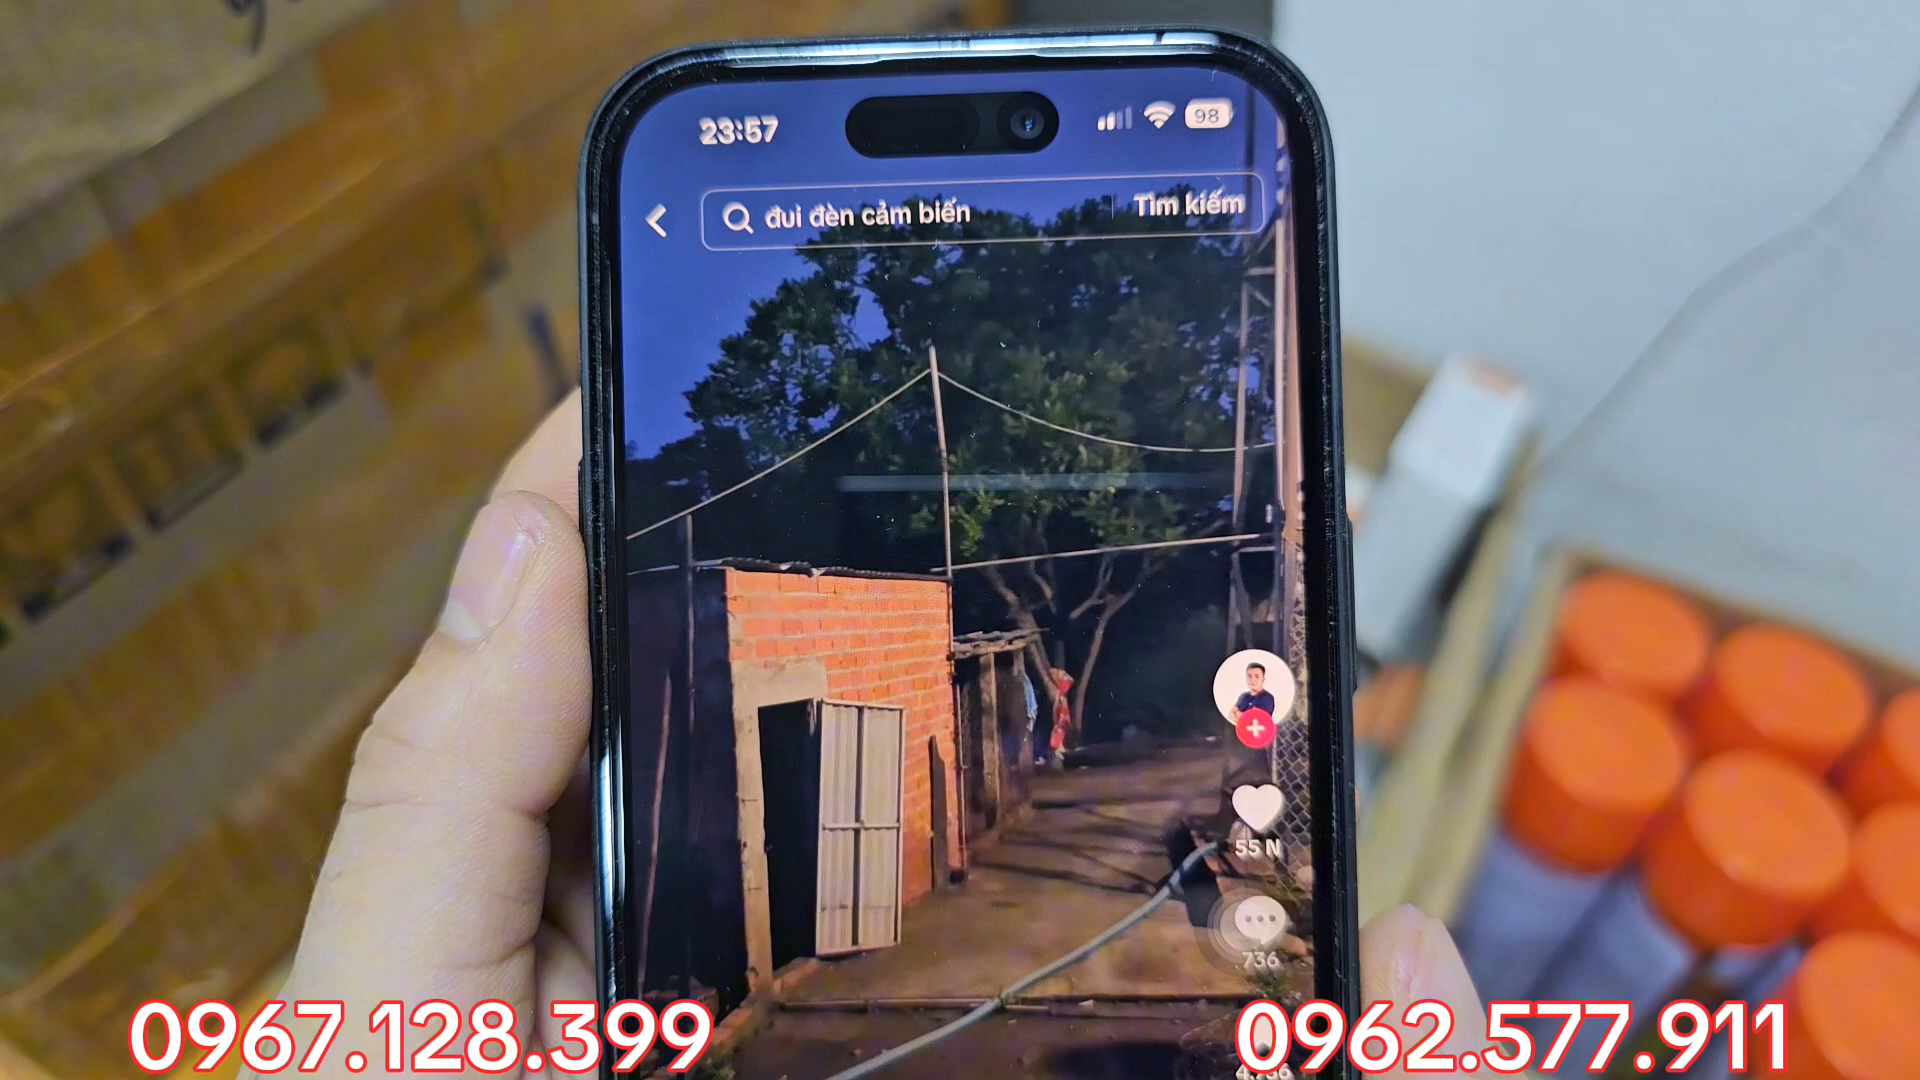 23:57
98
đui đèn cảm biến
Tìm kiếm
55 N
736
0967.128.399
0962.577.911